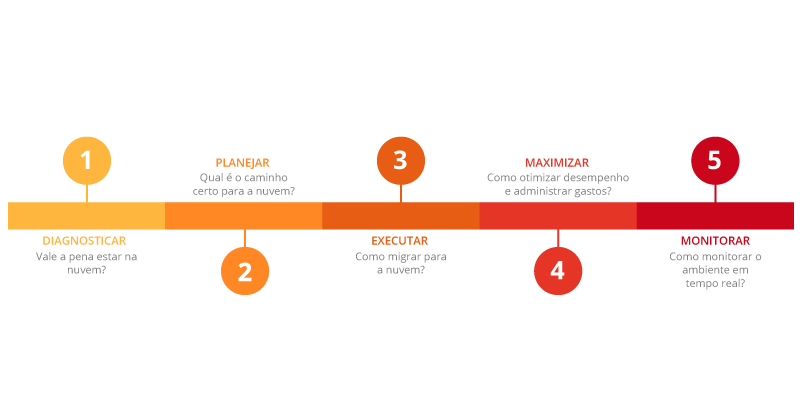 1
DIAGNOSTICAR
Vale a pena estar na
nuvem?
PLANEJAR
Qual é o caminho
certo para a nuvem?
2
3
EXECUTAR
Como migrar para
a nuvem?
MAXIMIZAR
Como otimizar desempenho
e administrar gastos?
4
5
MONITORAR
Como monitorar o
ambiente em
tempo real?